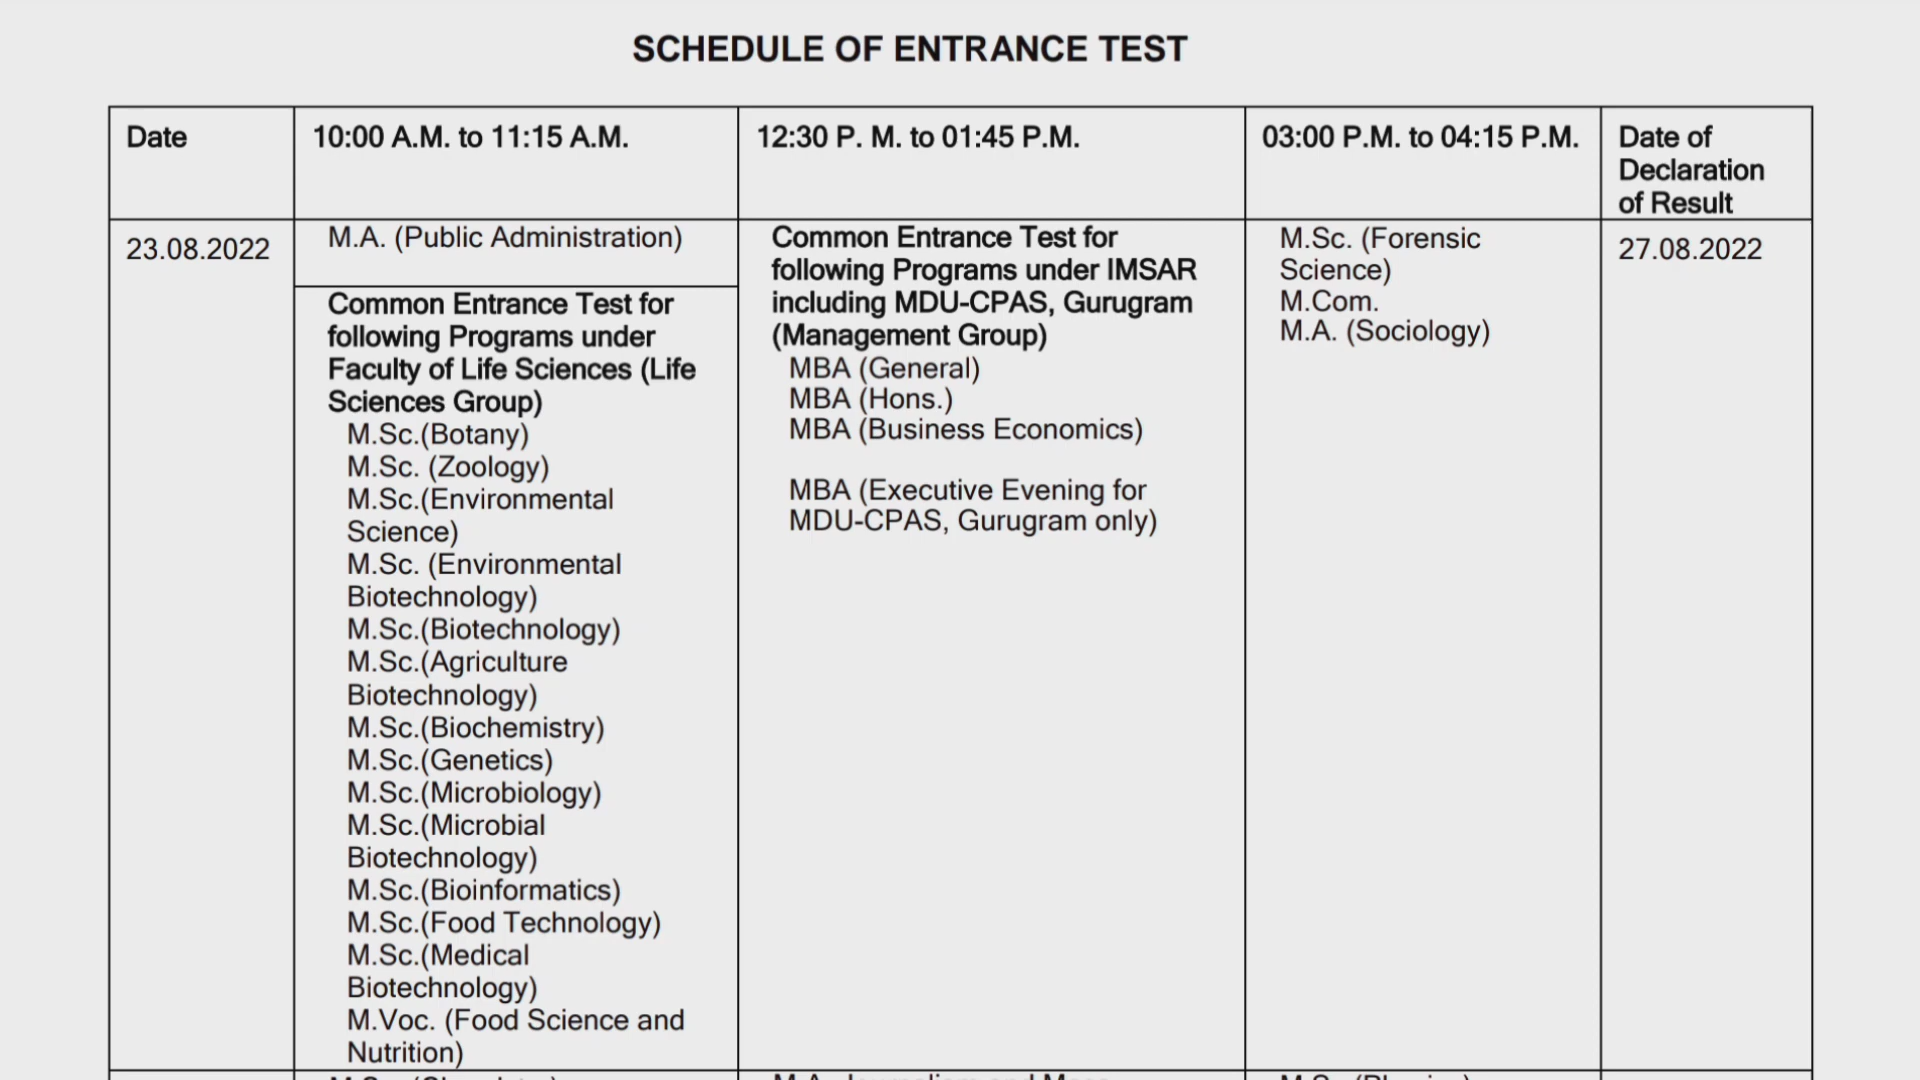 SCHEDULE OF ENTRANCE TEST
Date
10:00 A.M. to 11:15 A.M.
12:30 P. M. to 01:45 P.M.
03:00 P.M. to 04:15 P.M.
Date of
Declaration
of Result
23.08.2022
M.A. (Public Administration)
Common Entrance Test for
following Programs under
Faculty of Life Sciences (Life
Sciences Group)
M.Sc.(Botany)
M.Sc. (Zoology)
M.Sc.(Environmental
Science)
M.Sc. (Environmental
Biotechnology)
M.Sc.(Biotechnology)
M.Sc.(Agriculture
Biotechnology)
M.Sc.(Biochemistry)
M.Sc.(Genetics)
M.Sc.(Microbiology)
M.Sc.(Microbial
Biotechnology)
M.Sc.(Bioinformatics)
M.Sc.(Food Technology)
M.Sc.(Medical
Biotechnology)
M.Voc. (Food Science and
Nutrition)
Common Entrance Test for
following Programs under IMSAR
including MDU-CPAS, Gurugram
(Management Group)
MBA (General)
MBA (Hons.)
MBA (Business Economics)
MBA (Executive Evening for
MDU-CPAS, Gurugram only)
M.Sc. (Forensic
Science)
M.Com.
M.A. (Sociology)
27.08.2022